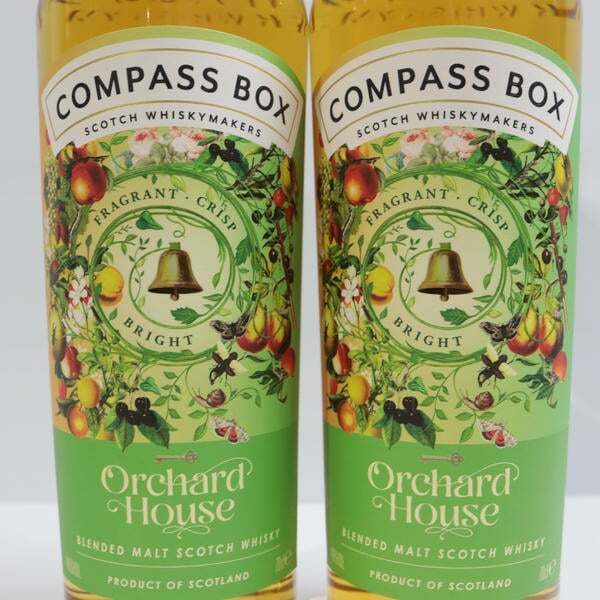 COMPASS BOX
SCOTCH WHISKYMAKERS
FRAGRANT · CRISP
BRIGHT
Orchard
House
BLENDED MALT SCOTCH WHISKY
PRODUCT OF SCOTLAND
COMPASS BOX
SCOTCH WHISKYMAKERS
FRAGRANT · CRISP
BRIGHT
Orchard
House
BLENDED MALT SCOTCH WHISKY
PRODUCT OF SCOTLAND